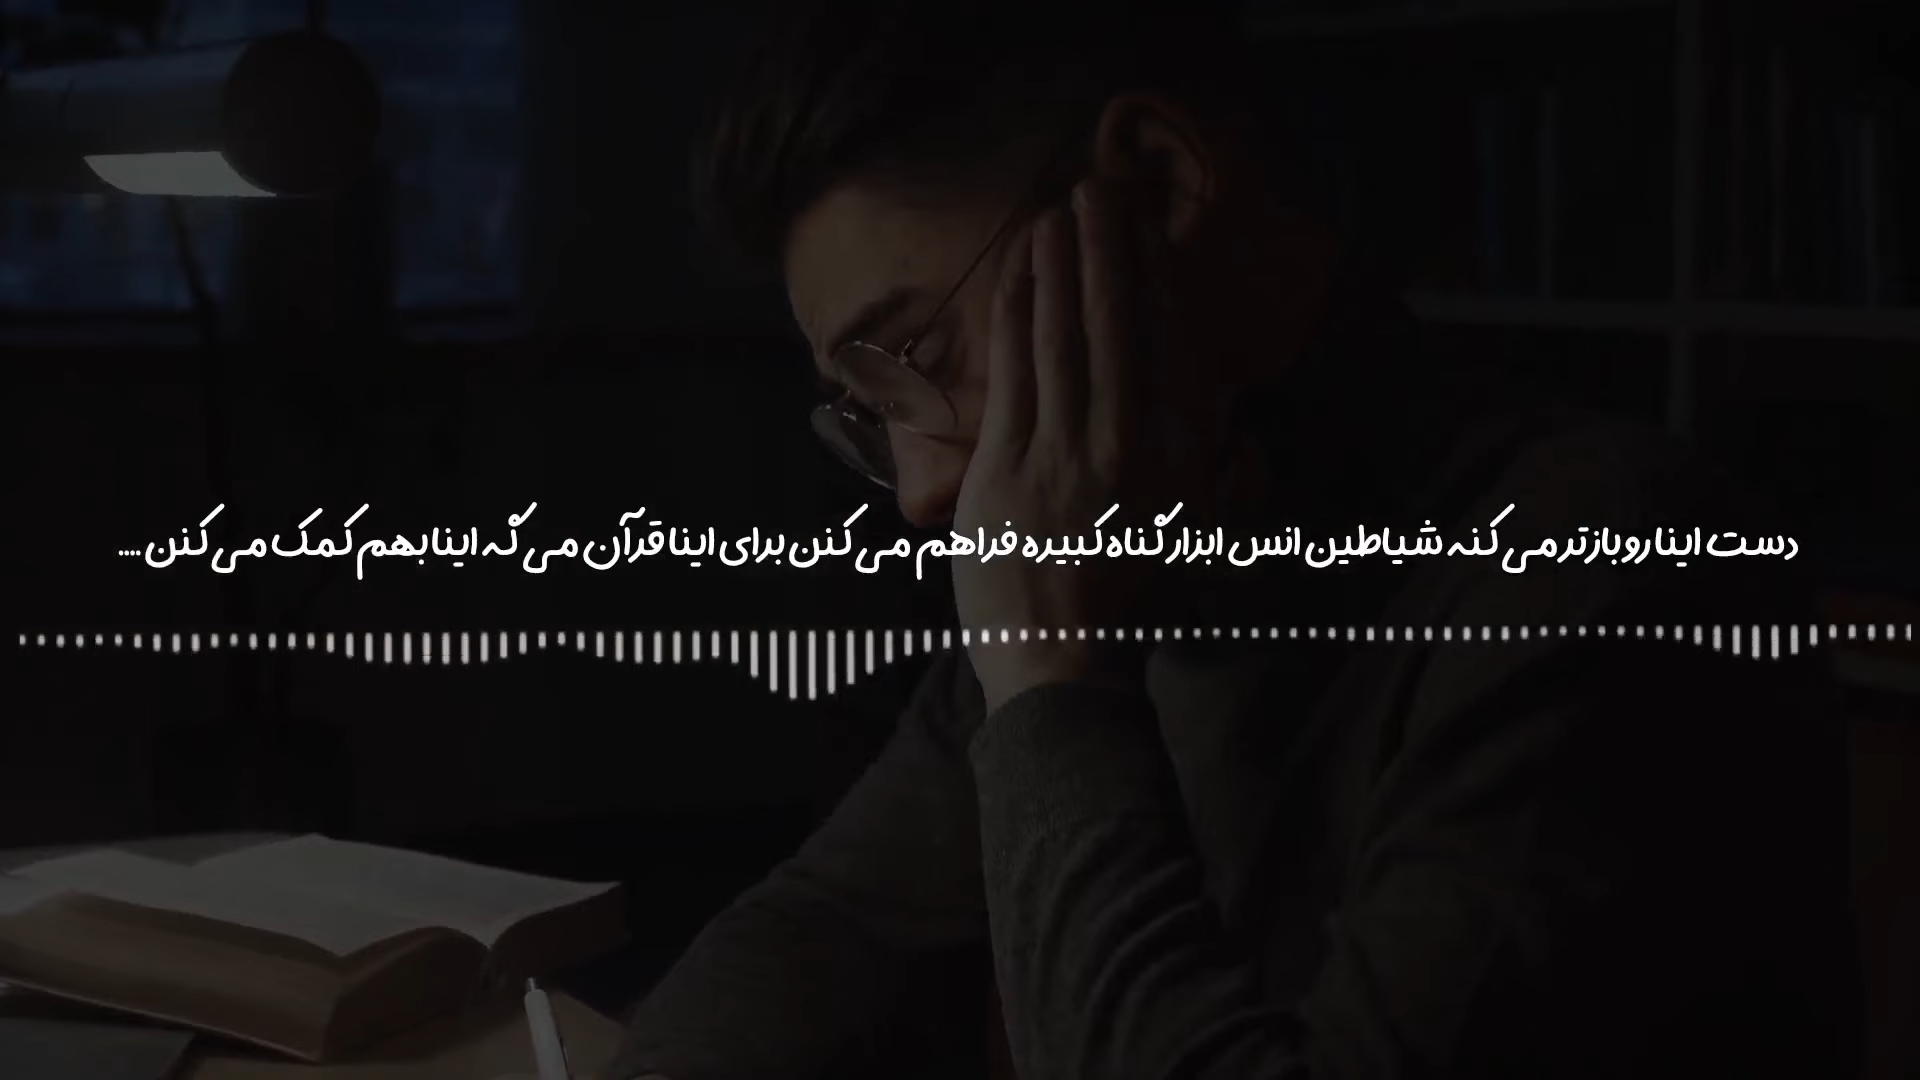 دست اینا رو بازتر می کنه شیاطین انس ابزار گناه کبیره فراهم می کنن برای اینا قرآن می گه اینا بهم کمک می کنن ....